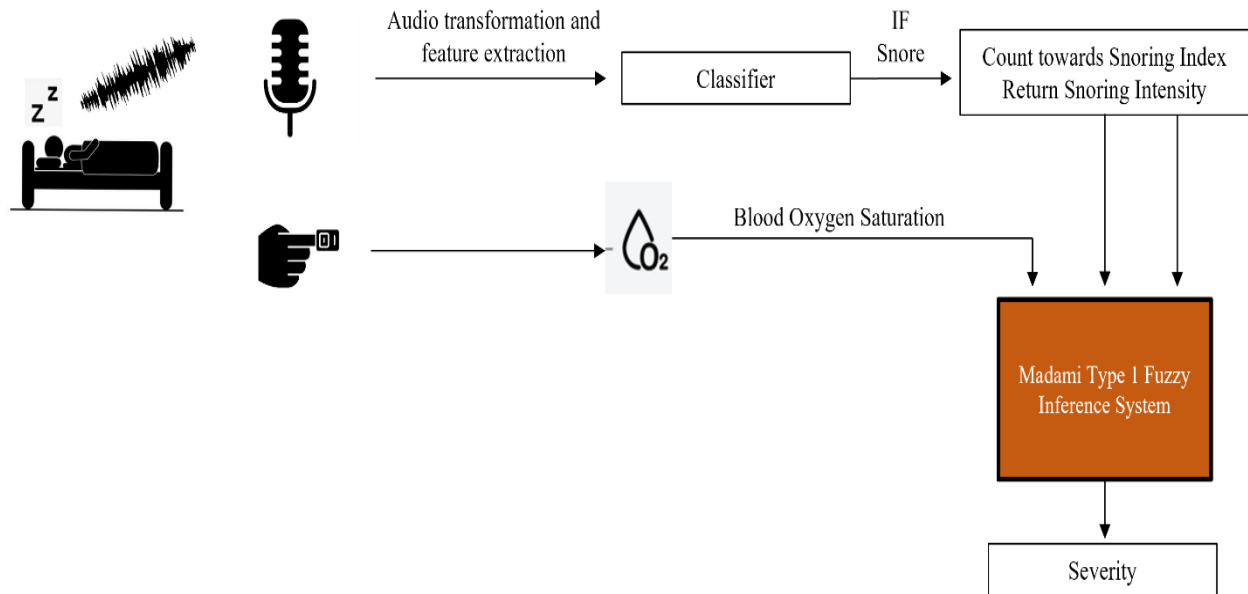 Audio transformation and
feature extraction
IF
Snore
Classifier
Count towards Snoring Index
Return Snoring Intensity
z
Z
Blood Oxygen Saturation
O2
Madami Type 1 Fuzzy
Inference System
Severity